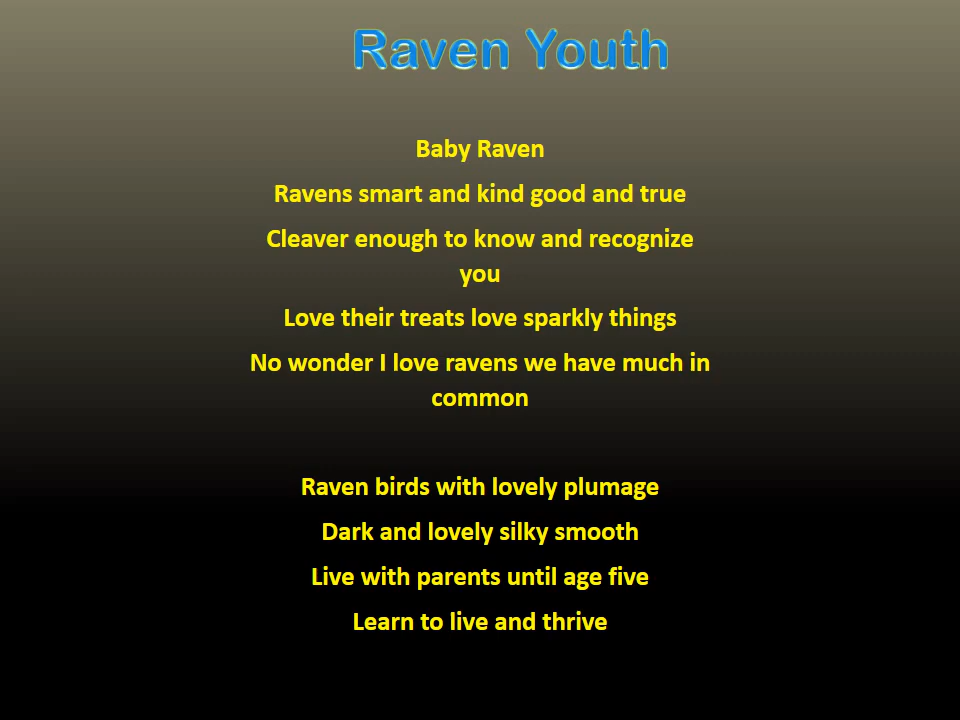 Raven Youth
Baby Raven
Ravens smart and kind good and true
Cleaver enough to know and recognize
you
Love their treats love sparkly things
No wonder I love ravens we have much in
common
Raven birds with lovely plumage
Dark and lovely silky smooth
Live with parents until age five
Learn to live and thrive